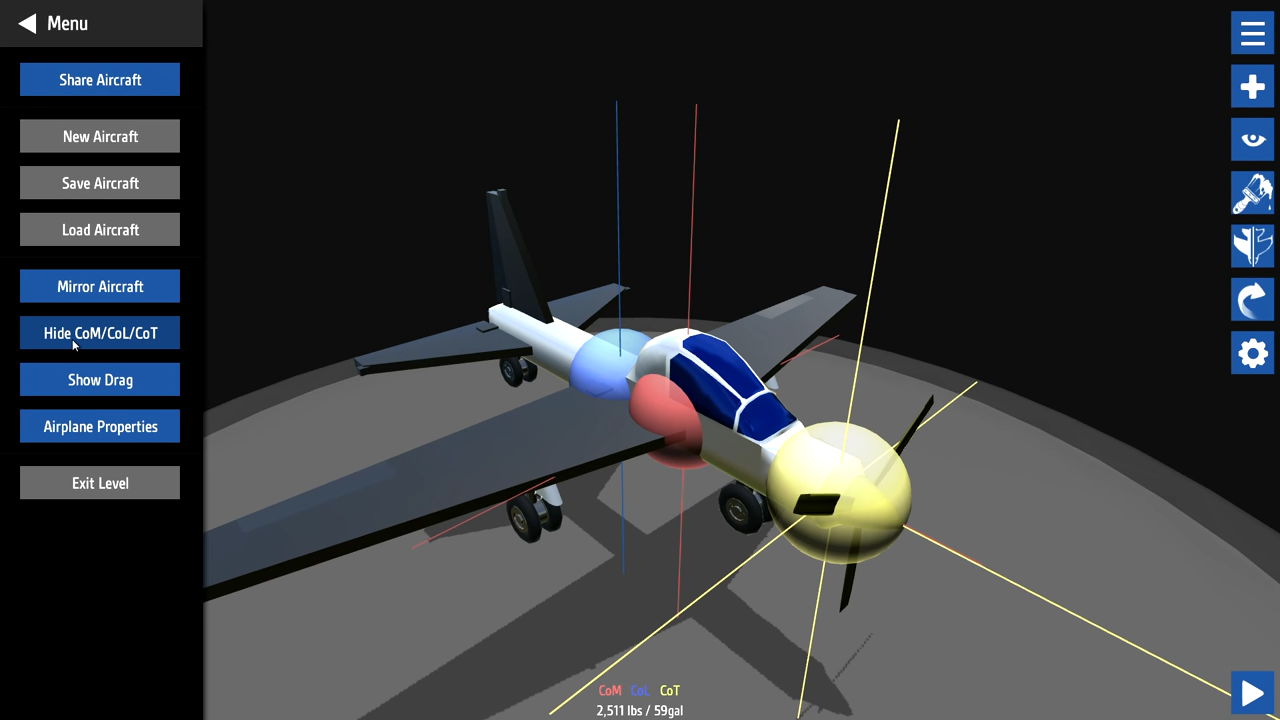 Menu
Share Aircraft
New Aircraft
Save Aircraft
Load Aircraft
Mirror Aircraft
Hide CoM/CoL/CoT
Show Drag
Airplane Properties
Exit Level
CoM CoL CoT
2,511 lbs / 59gal